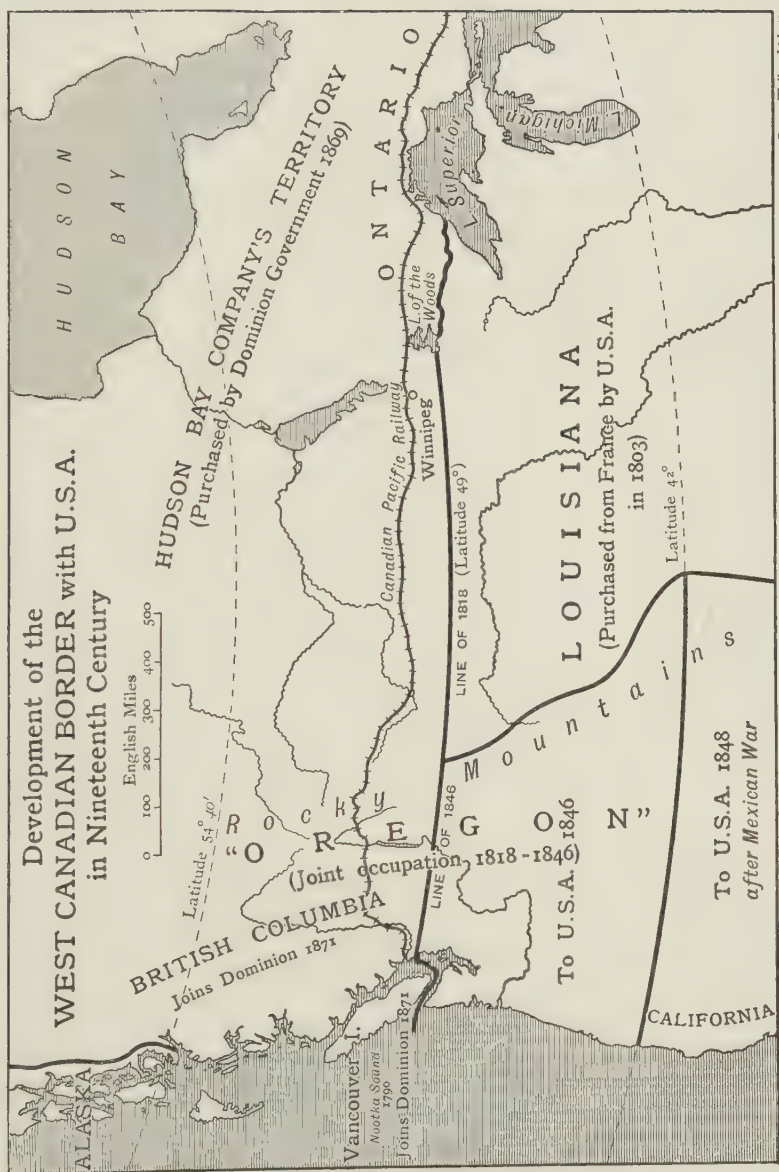 Development of the
WEST CANADIAN BORDER with U.S.A.
in Nineteenth Century
English Miles
0 100 200 300 400 500
HUDSON
BAY
HUDSON BAY COMPANY'S TERRITORY
(Purchased by Dominion Government 1869)
Latitude 54° 40'
ALASKA
BRITISH COLUMBIA
Joins Dominion 1871
Rocky
Mountains
"OREGON"
(Joint occupation 1818-1846)
Canadian Pacific Railway
Winnipeg
L. of the
Woods
ONTARIO
L. Superior
L. Michigan
Vancouver I.
Nootka Sound
1790
Joins Dominion 1871
LINE OF 1846
LINE OF 1818 (Latitude 49°)
To U.S.A. 1846
LOUISIANA
(Purchased from France by U.S.A.
in 1803)
Latitude 42°
CALIFORNIA
To U.S.A. 1848
after Mexican War